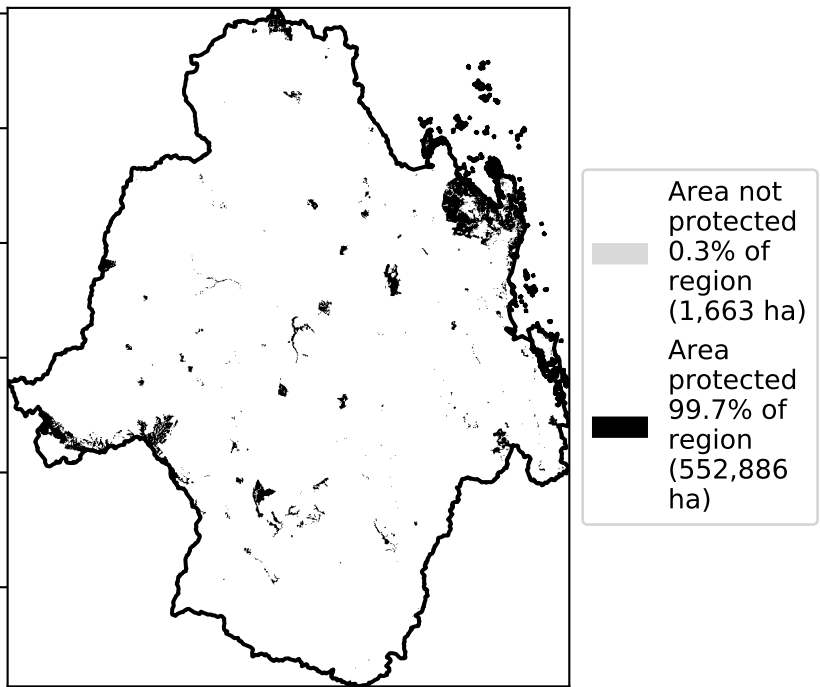 Area not
protected
0.3% of
region
(1,663 ha)
Area
protected
99.7% of
region
(552,886
ha)